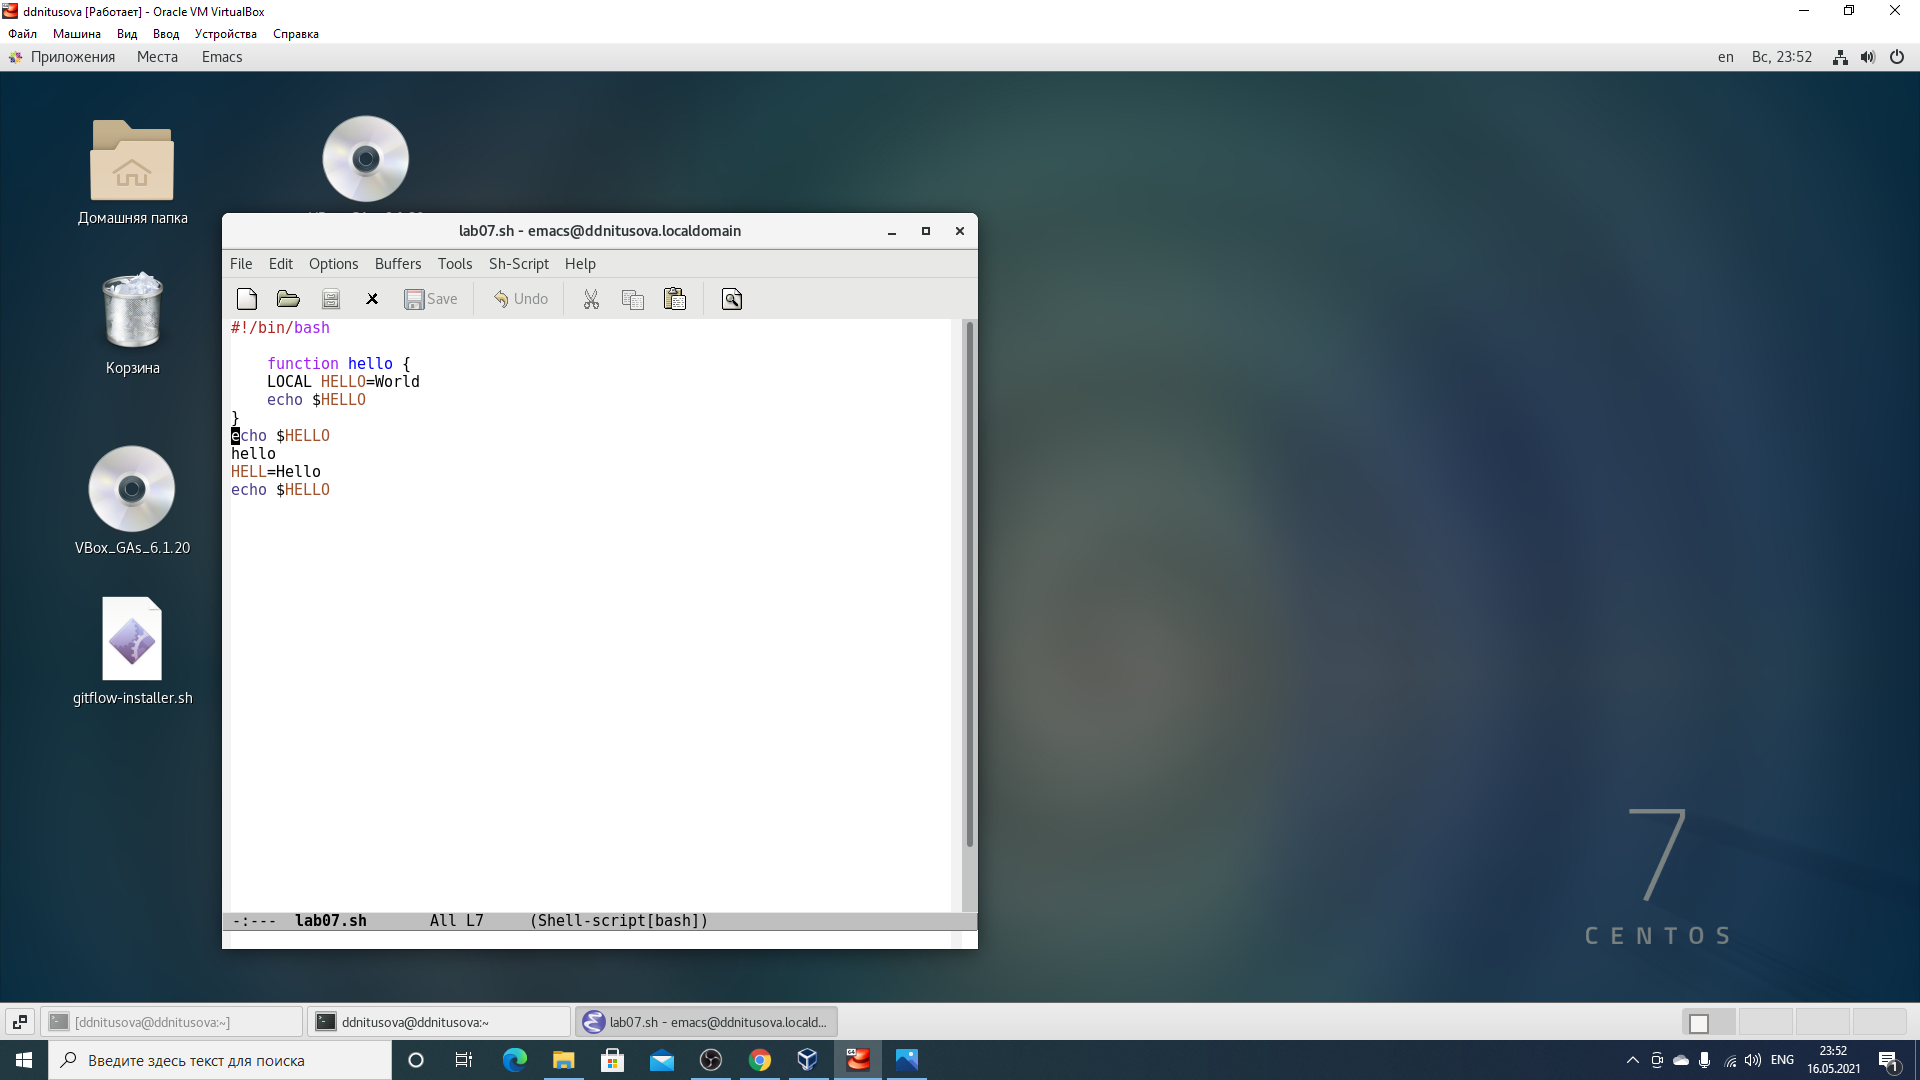 ddnitusova [Работает] - Oracle VM VirtualBox
Файл Машина Вид Ввод Устройства Справка
Приложения Места Emacs en Вс, 23:52
Домашняя папка
Корзина
VBox_GAs_6.1.20
gitflow-installer.sh
lab07.sh - emacs@ddnitusova.localdomain
File Edit Options Buffers Tools Sh-Script Help
Save Undo
#!/bin/bash
function hello {
LOCAL HELLO=World
echo $HELLO
}
echo $HELLO
hello
HELL=Hello
echo $HELLO
-:--- lab07.sh All L7 (Shell-script[bash])
7
CENTOS
[ddnitusova@ddnitusova:~] ddnitusova@ddnitusova:~ lab07.sh - emacs@ddnitusova.locald...
Введите здесь текст для поиска
64
ENG
23:52
16.05.2021
1